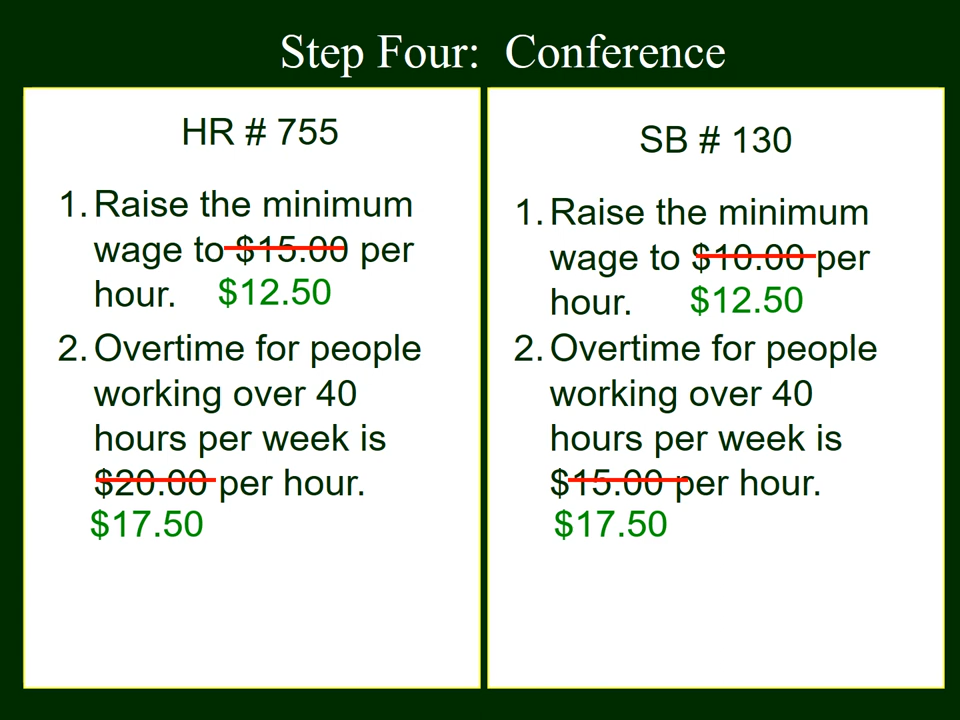 Step Four:  Conference
HR # 755
1. Raise the minimum
wage to $15.00 per
hour. $12.50
2. Overtime for people
working over 40
hours per week is
$20.00 per hour.
$17.50
SB # 130
1. Raise the minimum
wage to $10.00 per
hour. $12.50
2. Overtime for people
working over 40
hours per week is
$15.00 per hour.
$17.50